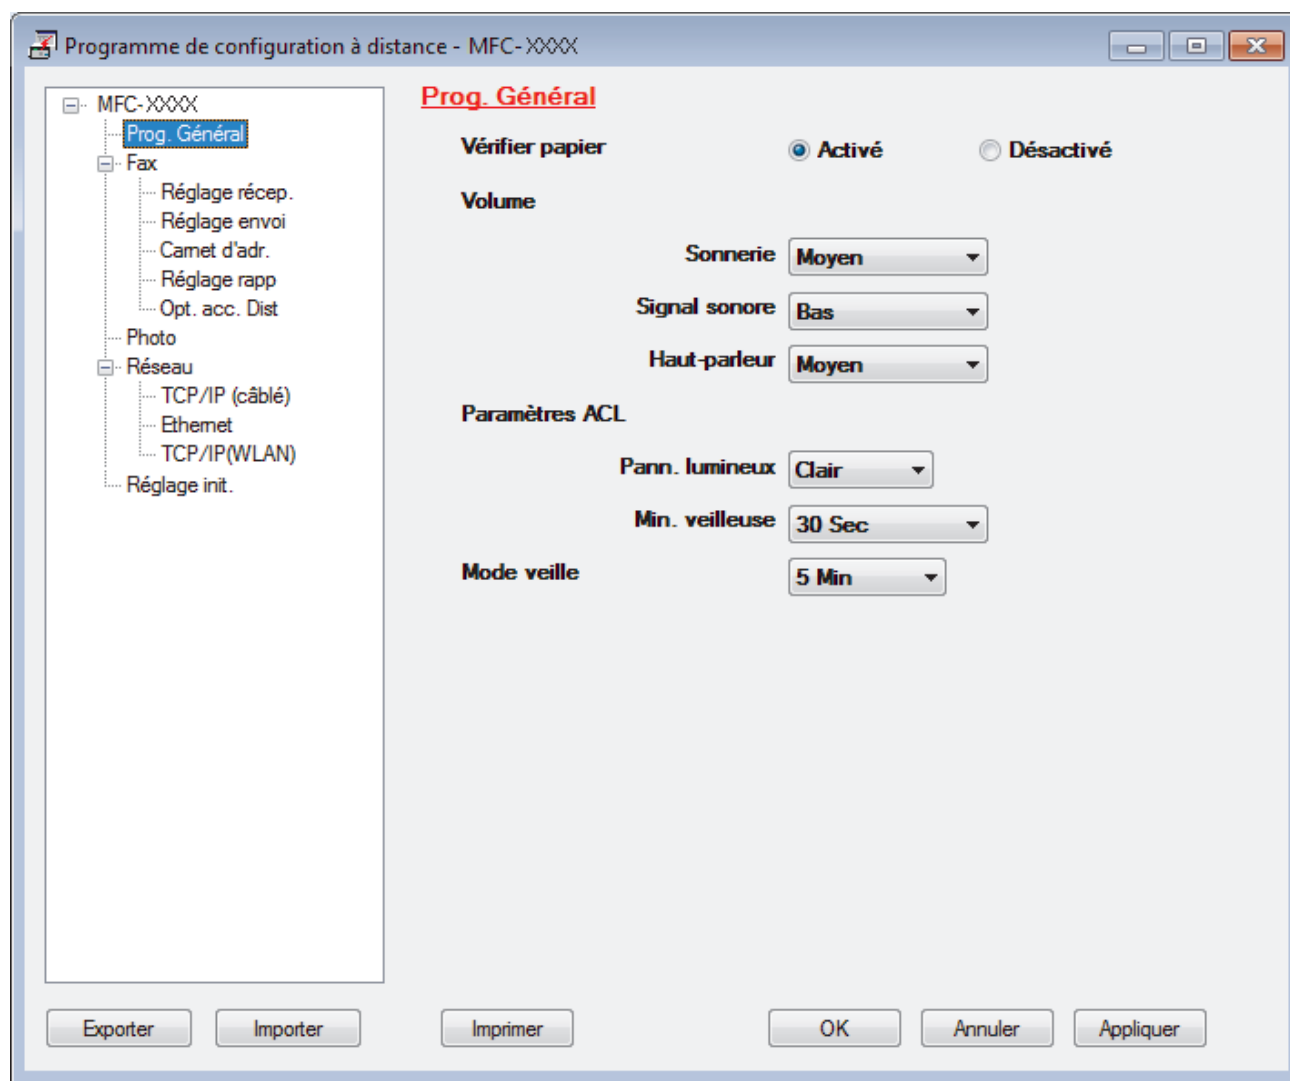 Programme de configuration à distance - MFC-XXXX
MFC-XXXX
Prog. Général
Fax
Réglage récep.
Réglage envoi
Carnet d'adr.
Réglage rapp
Opt. acc. Dist
Photo
Réseau
TCP/IP (câblé)
Ethernet
TCP/IP(WLAN)
Réglage init.
Prog. Général
Vérifier papier Activé Désactivé
Volume
Sonnerie Moyen
Signal sonore Bas
Haut-parleur Moyen
Paramètres ACL
Pann. lumineux Clair
Min. veilleuse 30 Sec
Mode veille 5 Min
Exporter Importer Imprimer OK Annuler Appliquer